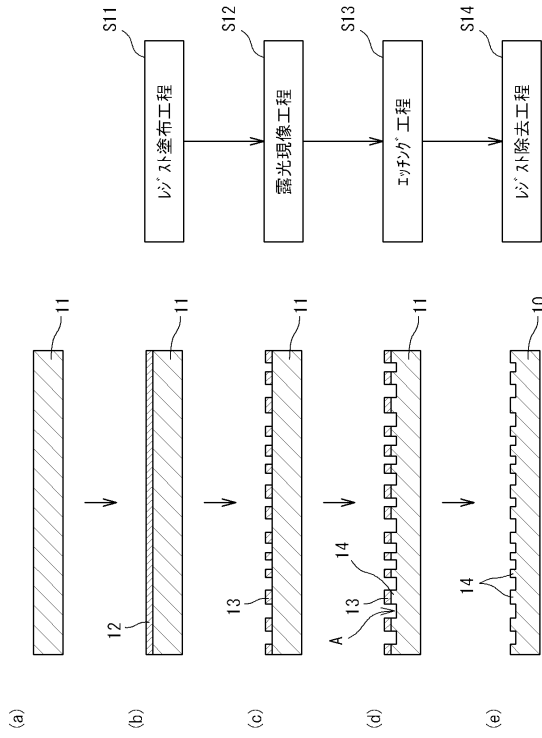 (a)
11
(b)
12
11
レジスト塗布工程
S11
(c)
13
11
露光現像工程
S12
(d)
A
13
14
11
エッチング工程
S13
(e)
14
10
レジスト除去工程
S14